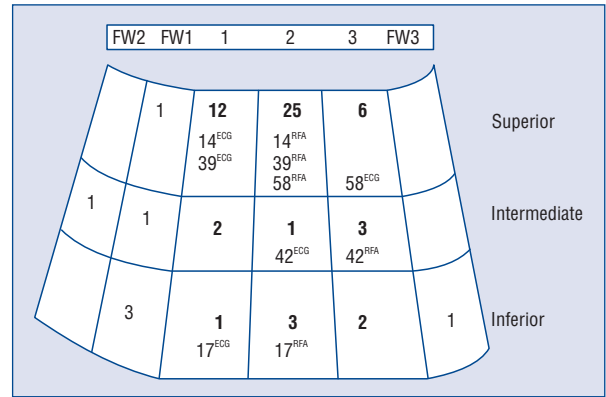 FW2 FW1 1 2 3 FW3
1 12 25 6
Superior
14ECG 14RFA
39ECG 39RFA
58RFA 58ECG
1 1 2 1 3
Intermediate
42ECG 42RFA
3 1 3 2 1
Inferior
17ECG 17RFA